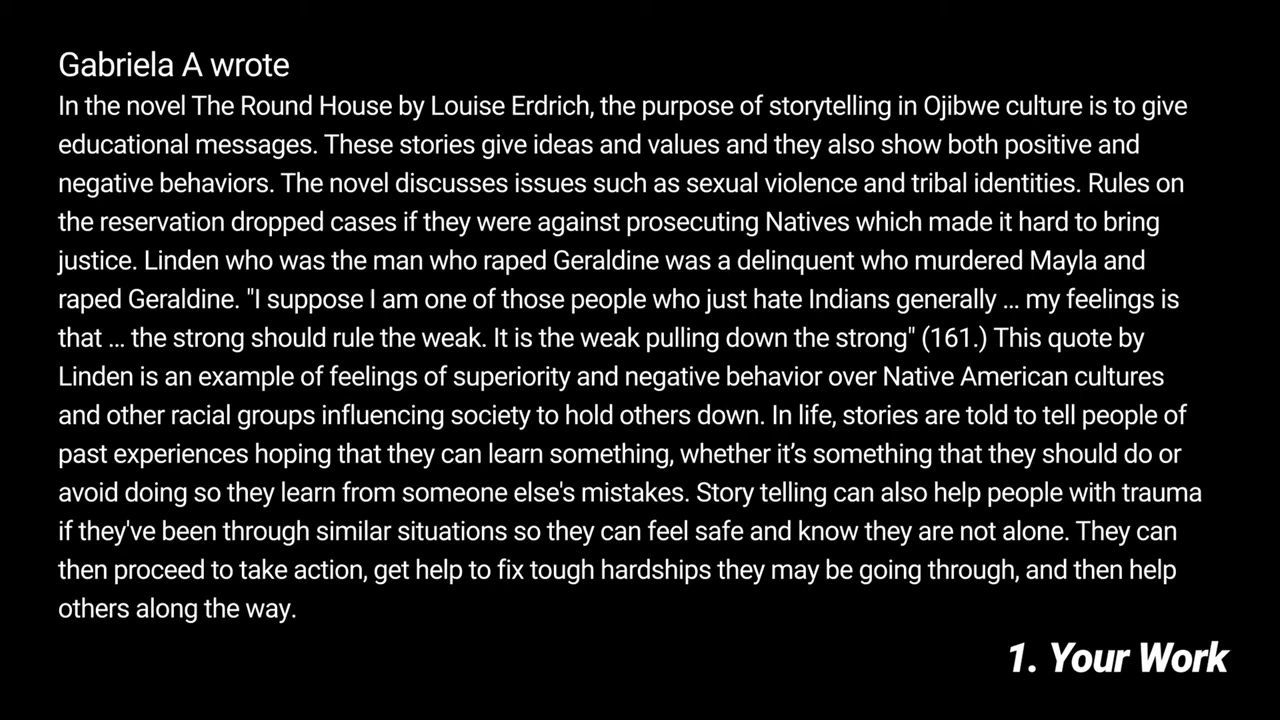 Gabriela A wrote
In the novel The Round House by Louise Erdrich, the purpose of storytelling in Ojibwe culture is to give
educational messages. These stories give ideas and values and they also show both positive and
negative behaviors. The novel discusses issues such as sexual violence and tribal identities. Rules on
the reservation dropped cases if they were against prosecuting Natives which made it hard to bring
justice. Linden who was the man who raped Geraldine was a delinquent who murdered Mayla and
raped Geraldine. "I suppose I am one of those people who just hate Indians generally ... my feelings is
that ... the strong should rule the weak. It is the weak pulling down the strong" (161.) This quote by
Linden is an example of feelings of superiority and negative behavior over Native American cultures
and other racial groups influencing society to hold others down. In life, stories are told to tell people of
past experiences hoping that they can learn something, whether it’s something that they should do or
avoid doing so they learn from someone else's mistakes. Story telling can also help people with trauma
if they've been through similar situations so they can feel safe and know they are not alone. They can
then proceed to take action, get help to fix tough hardships they may be going through, and then help
others along the way.
1. Your Work